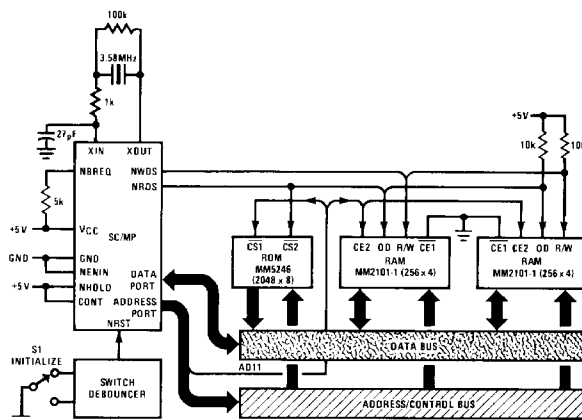 100k
3.58MHz
1k
27pF
XIN XOUT
NBREQ
NWDS
NRDS
5k
+5V
VCC
SC/MP
GND
GND
NENIN
+5V
NHOLD
CONT
DATA PORT
ADDRESS PORT
NRST
S1
INITIALIZE
SWITCH
DEBOUNCER
+5V
10k
CS1 CS2
ROM
MM5246
(2048 x 8)
CE2 OD R/W CE1
RAM
MM2101-1 (256 x 4)
CE1 CE2 OD R/W
RAM
MM2101-1 (256 x 4)
DATA BUS
AD11
ADDRESS/CONTROL BUS